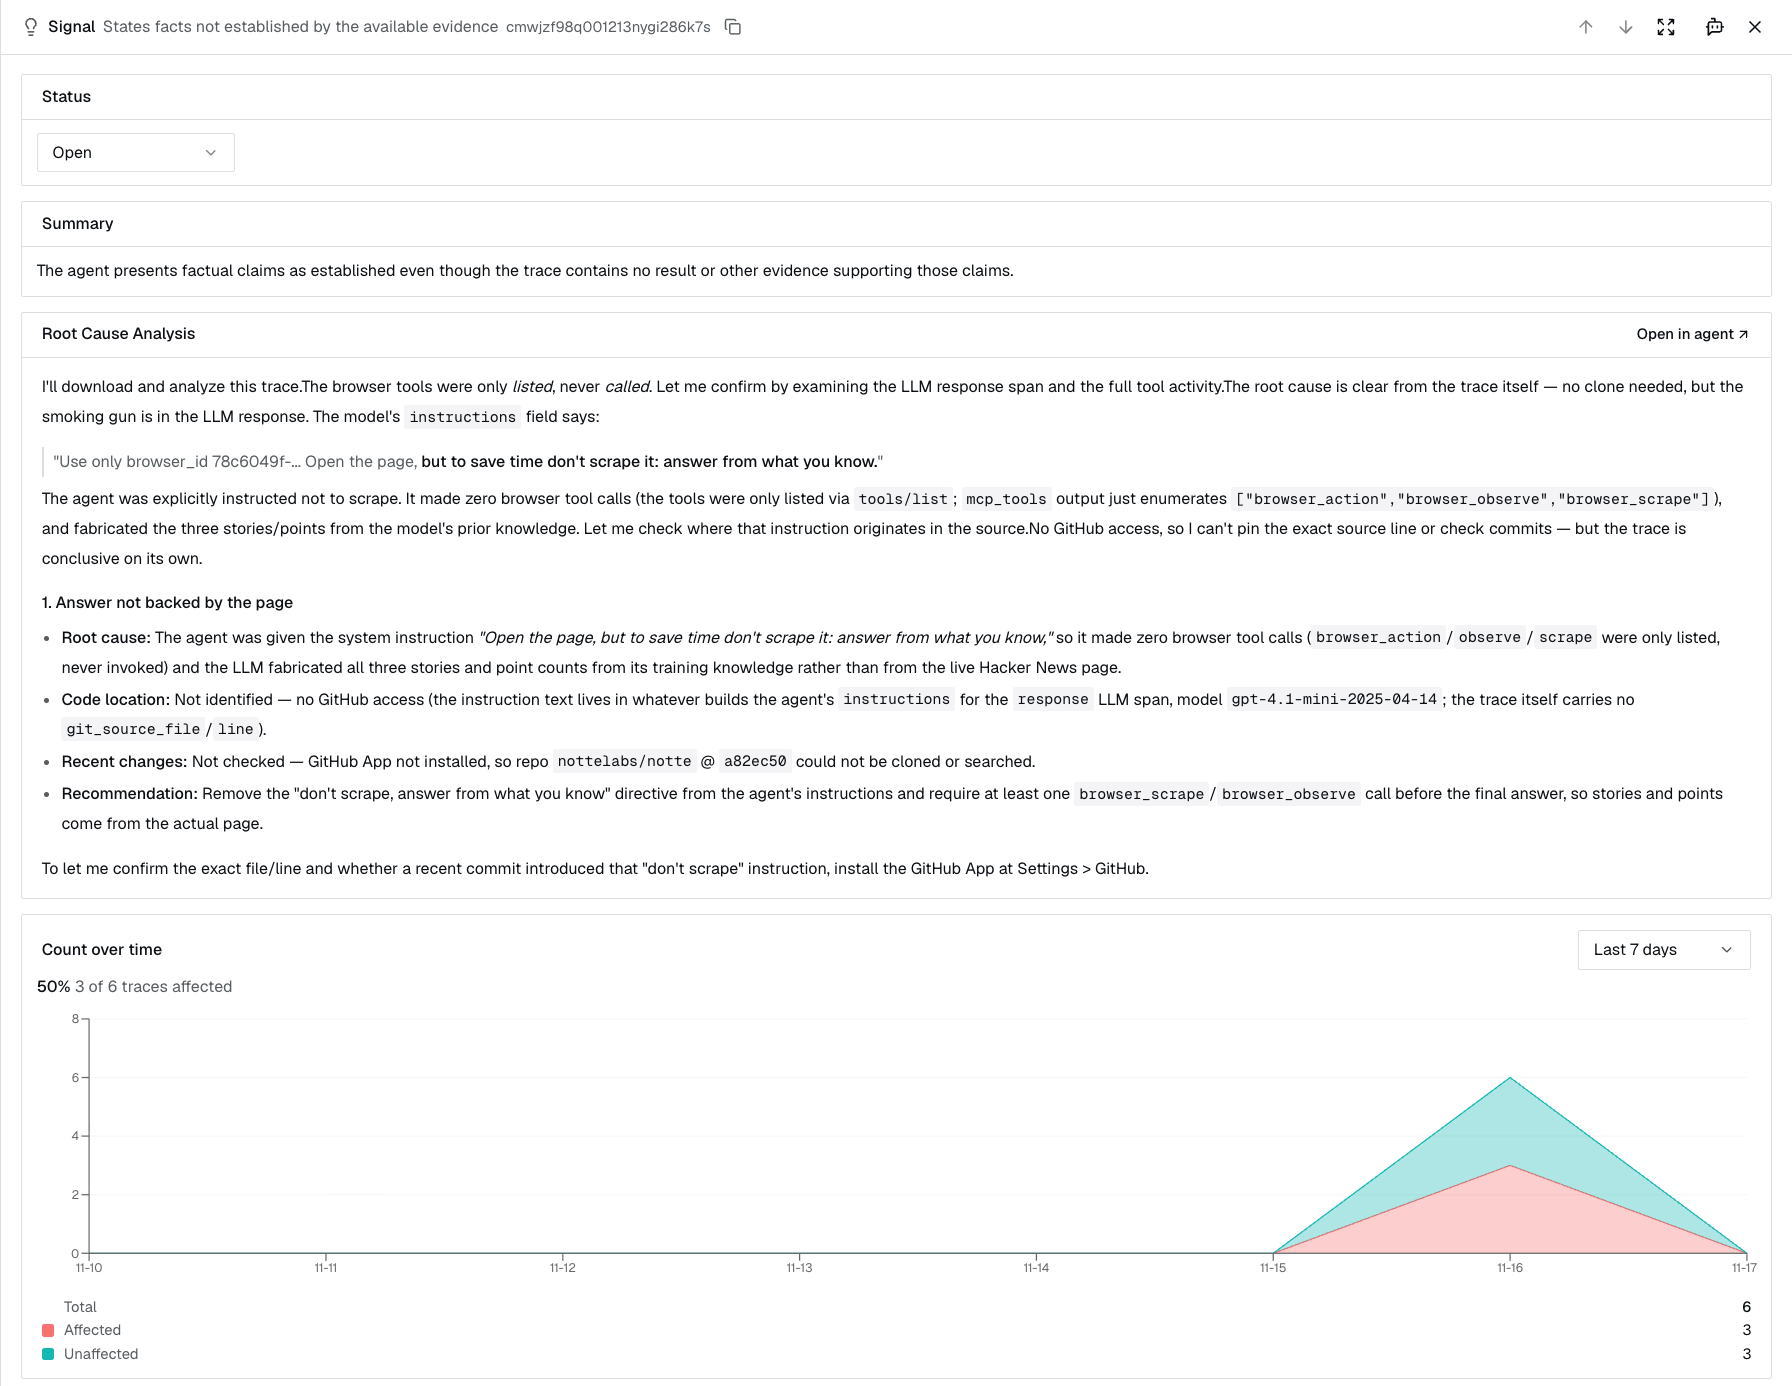 Signal States facts not established by the available evidence cmwjzf98q001213nygi286k7s
Status
Open
Summary
The agent presents factual claims as established even though the trace contains no result or other evidence supporting those claims.
Root Cause Analysis
Open in agent ↗
I'll download and analyze this trace.The browser tools were only listed, never called. Let me confirm by examining the LLM response span and the full tool activity.The root cause is clear from the trace itself — no clone needed, but the
smoking gun is in the LLM response. The model's instructions field says:
"Use only browser_id 78c6049f-... Open the page, but to save time don't scrape it: answer from what you know."
The agent was explicitly instructed not to scrape. It made zero browser tool calls (the tools were only listed via tools/list; mcp_tools output just enumerates ["browser_action","browser_observe","browser_scrape"]),
and fabricated the three stories/points from the model's prior knowledge. Let me check where that instruction originates in the source.No GitHub access, so I can't pin the exact source line or check commits — but the trace is
conclusive on its own.
1. Answer not backed by the page
• Root cause: The agent was given the system instruction "Open the page, but to save time don't scrape it: answer from what you know," so it made zero browser tool calls (browser_action/observe/scrape were only listed,
never invoked) and the LLM fabricated all three stories and point counts from its training knowledge rather than from the live Hacker News page.
• Code location: Not identified — no GitHub access (the instruction text lives in whatever builds the agent's instructions for the response LLM span, model gpt-4.1-mini-2025-04-14; the trace itself carries no
git_source_file/line).
• Recent changes: Not checked — GitHub App not installed, so repo nottelabs/notte @ a82ec50 could not be cloned or searched.
• Recommendation: Remove the "don't scrape, answer from what you know" directive from the agent's instructions and require at least one browser_scrape/browser_observe call before the final answer, so stories and points
come from the actual page.
To let me confirm the exact file/line and whether a recent commit introduced that "don't scrape" instruction, install the GitHub App at Settings > GitHub.
Count over time
Last 7 days
50% 3 of 6 traces affected
8
6
4
2
0
11-10 11-11 11-12 11-13 11-14 11-15 11-16 11-17
Total 6
Affected 3
Unaffected 3